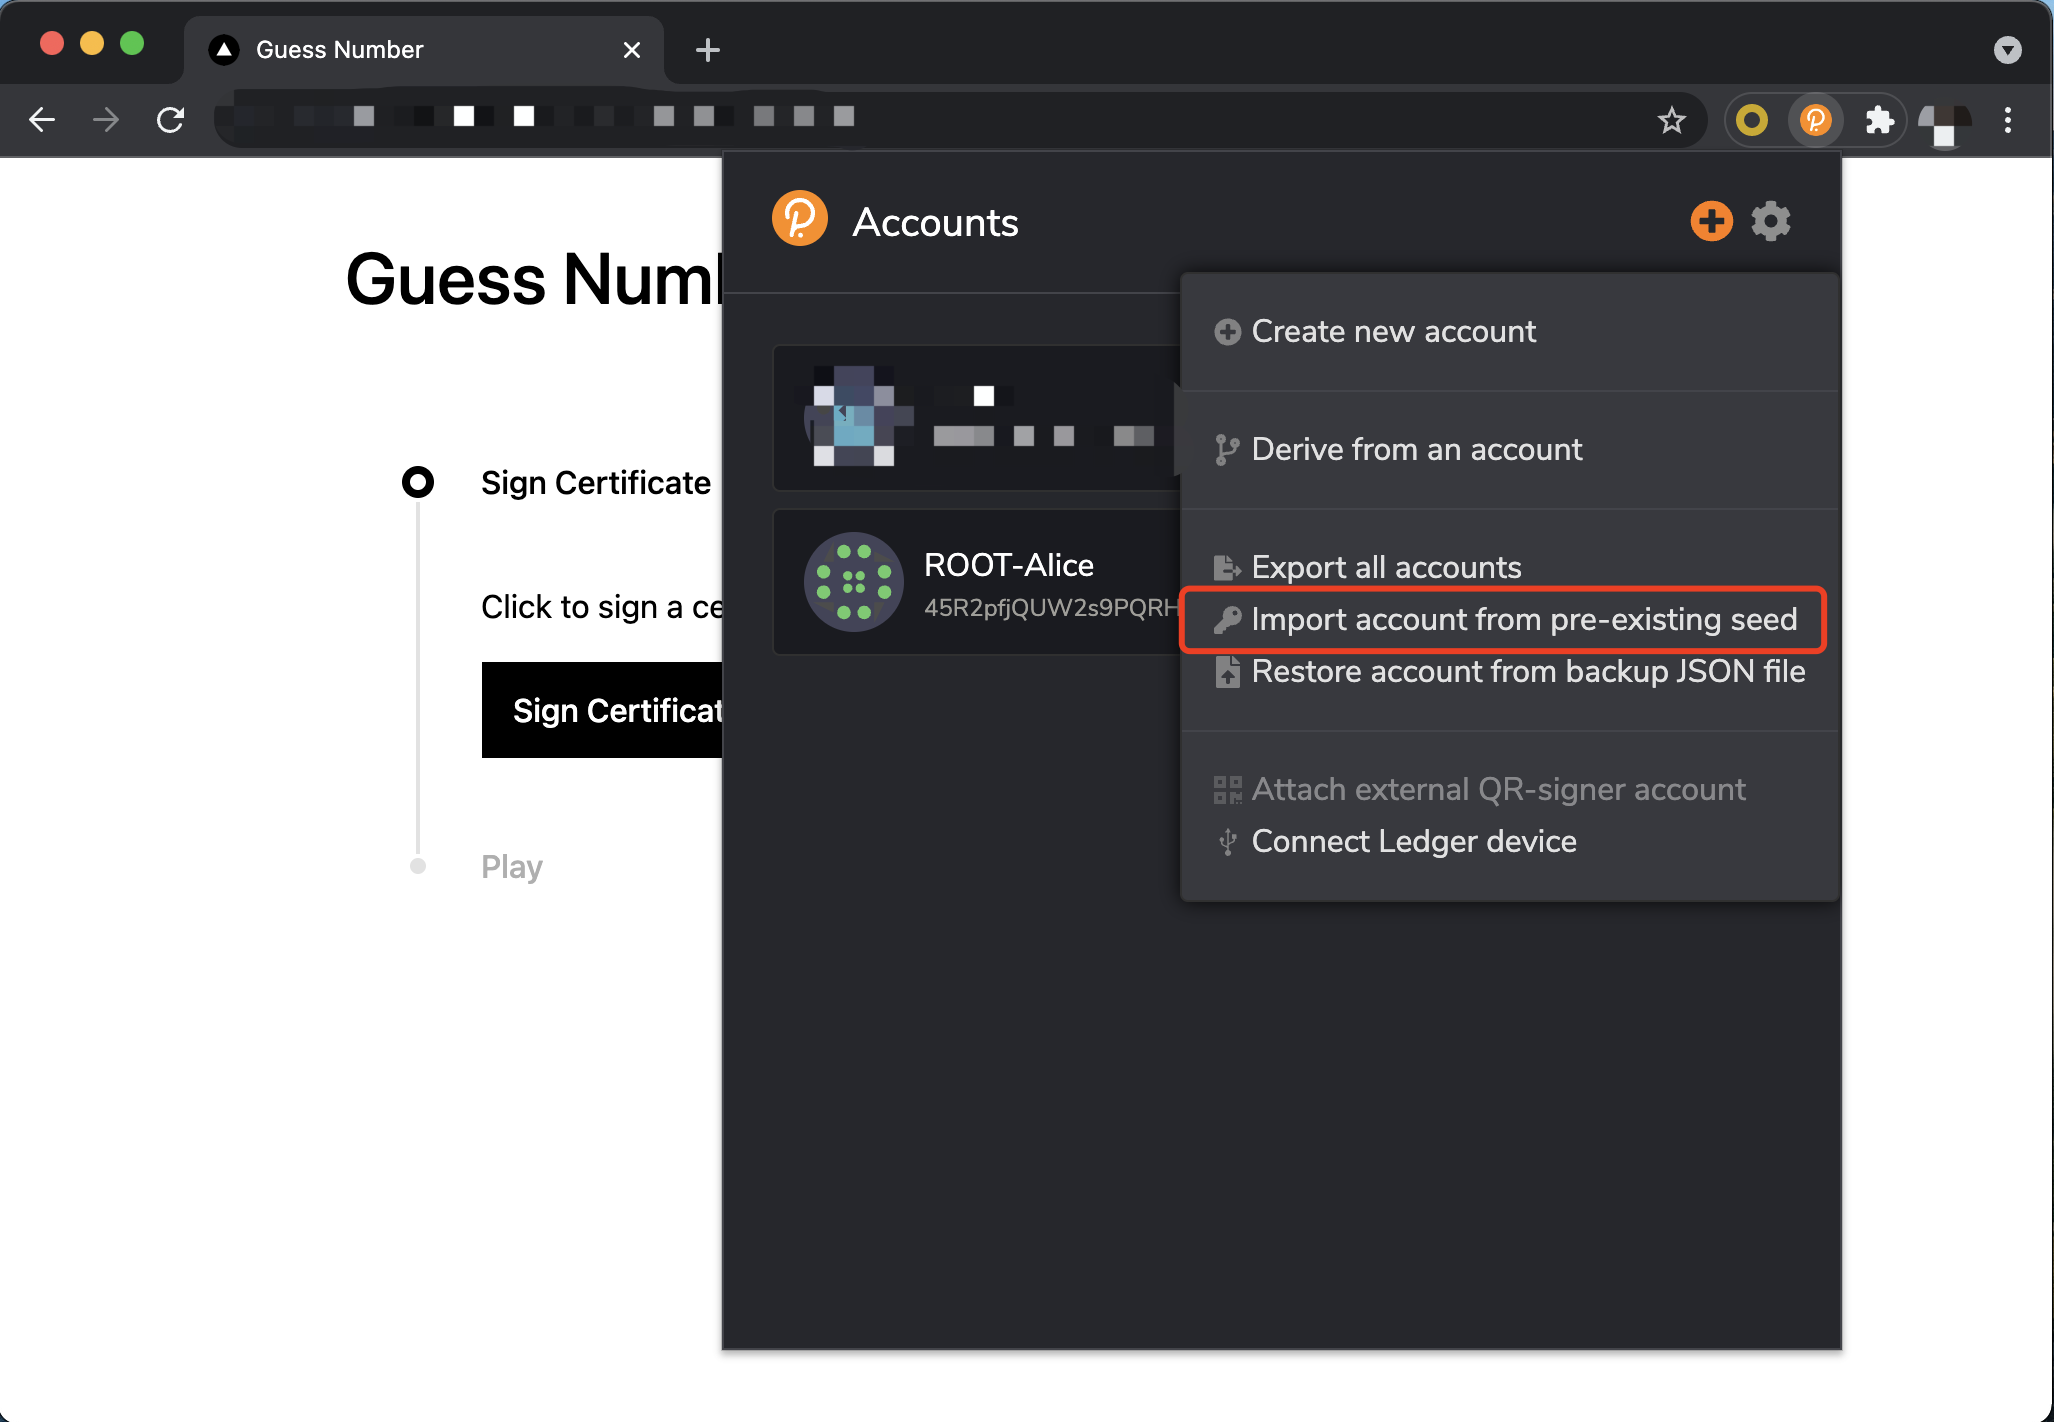 Guess Number
Accounts
Guess Num
Create new account
Derive from an account
Sign Certificate
ROOT-Alice
45R2pfjQUW2s9PQRH
Export all accounts
Click to sign a ce
Import account from pre-existing seed
Restore account from backup JSON file
Sign Certificat
Attach external QR-signer account
Connect Ledger device
Play